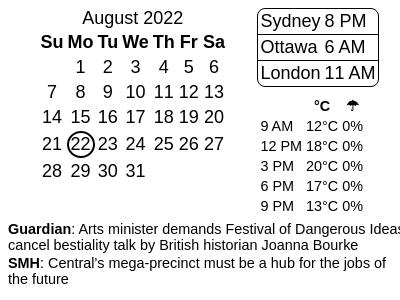 August 2022
Su Mo Tu We Th Fr Sa
1 2 3 4 5 6
7 8 9 10 11 12 13
14 15 16 17 18 19 20
21 22 23 24 25 26 27
28 29 30 31
Sydney 8 PM
Ottawa 6 AM
London 11 AM
°C ☂
9 AM 12°C 0%
12 PM 18°C 0%
3 PM 20°C 0%
6 PM 17°C 0%
9 PM 13°C 0%
Guardian: Arts minister demands Festival of Dangerous Ideas
cancel bestiality talk by British historian Joanna Bourke
SMH: Central’s mega-precinct must be a hub for the jobs of
the future